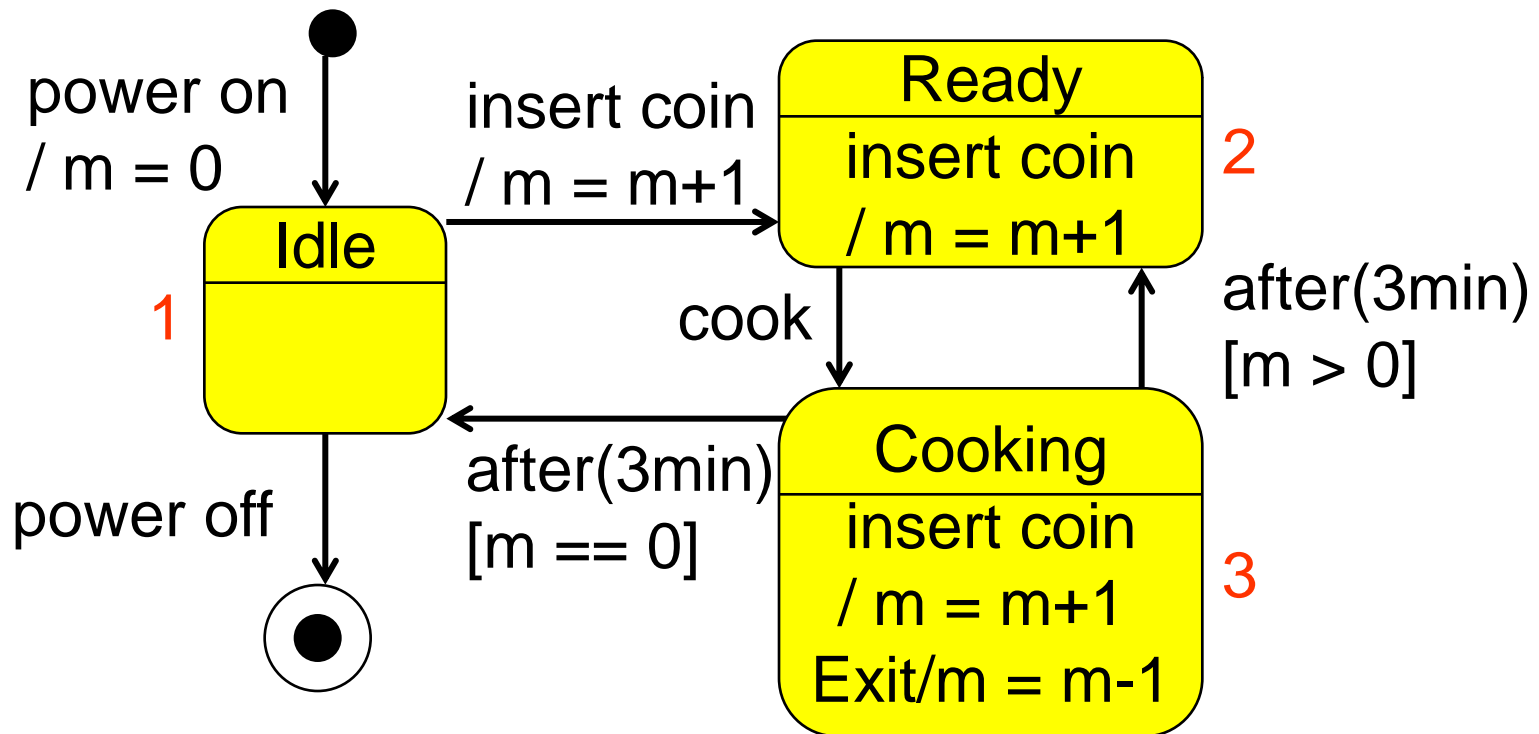 power on
/ m = 0
insert coin
/ m = m+1
Ready
insert coin
/ m = m+1
2
Idle
1
cook
after(3min)
[m > 0]
power off
after(3min)
[m == 0]
Cooking
insert coin
/ m = m+1
Exit/m = m-1
3